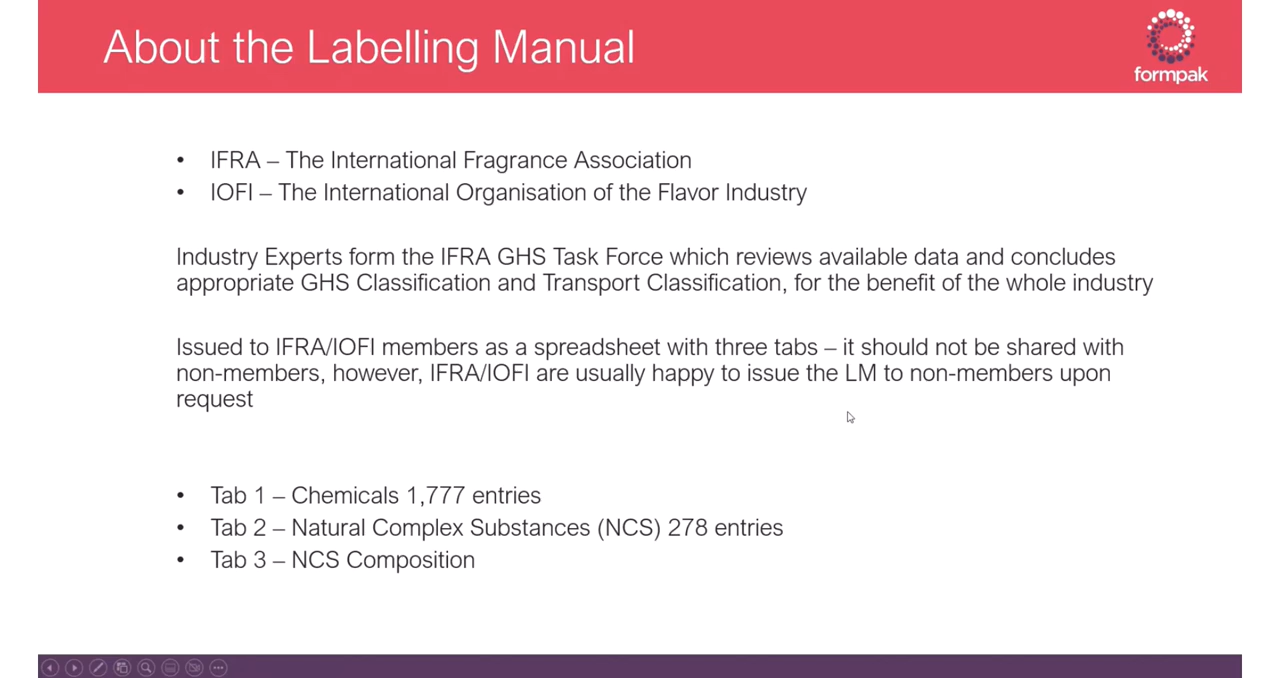 About the Labelling Manual
formpak
• IFRA – The International Fragrance Association
• IOFI – The International Organisation of the Flavor Industry
Industry Experts form the IFRA GHS Task Force which reviews available data and concludes
appropriate GHS Classification and Transport Classification, for the benefit of the whole industry
Issued to IFRA/IOFI members as a spreadsheet with three tabs – it should not be shared with
non-members, however, IFRA/IOFI are usually happy to issue the LM to non-members upon
request
• Tab 1 – Chemicals 1,777 entries
• Tab 2 – Natural Complex Substances (NCS) 278 entries
• Tab 3 – NCS Composition